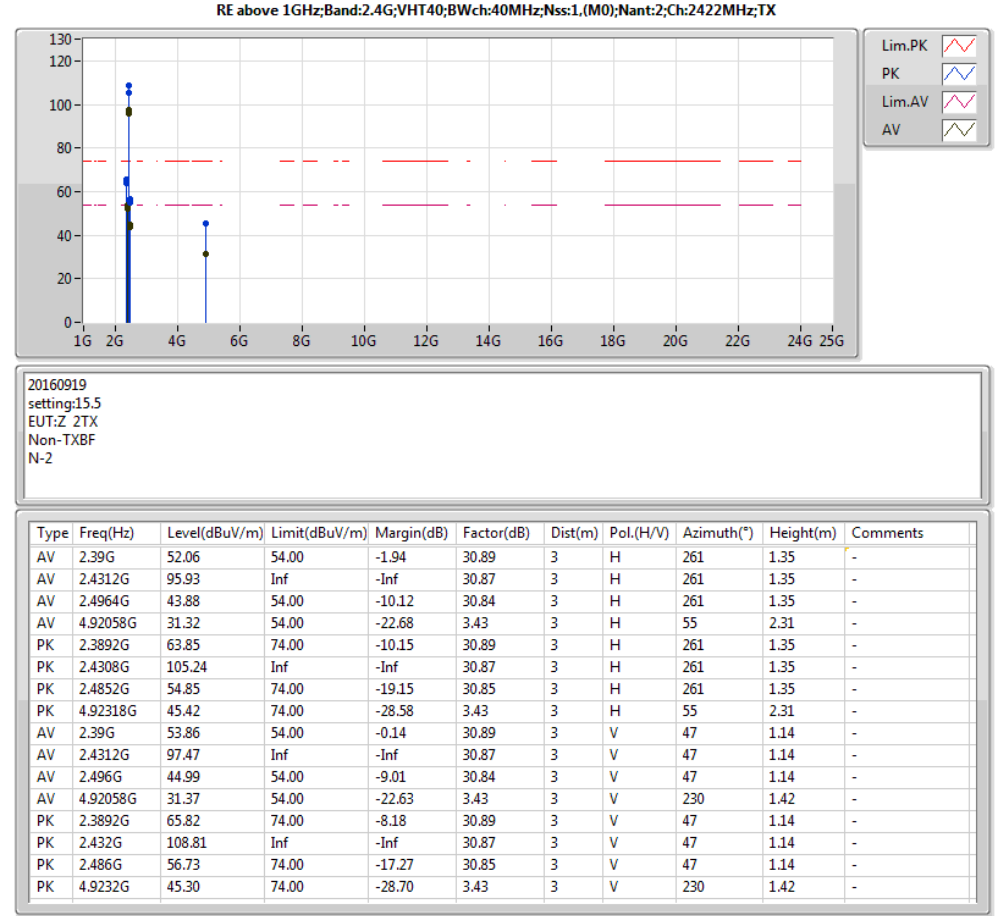 RE above 1GHz;Band:2.4G;VHT40;BWch:40MHz;Nss:1,(M0);Nant:2;Ch:2422MHz;TX
130
120
100
80
60
40
20
0
1G 2G 4G 6G 8G 10G 12G 14G 16G 18G 20G 22G 24G 25G
Lim.PK
PK
Lim.AV
AV
20160919
setting:15.5
EUT:Z 2TX
Non-TXBF
N-2
Type Freq(Hz) Level(dBuV/m) Limit(dBuV/m) Margin(dB) Factor(dB) Dist(m) Pol.(H/V) Azimuth(°) Height(m) Comments
AV 2.39G 52.06 54.00 -1.94 30.89 3 H 261 1.35 -
AV 2.4312G 95.93 Inf -Inf 30.87 3 H 261 1.35 -
AV 2.4964G 43.88 54.00 -10.12 30.84 3 H 261 1.35 -
AV 4.92058G 31.32 54.00 -22.68 3.43 3 H 55 2.31 -
PK 2.3892G 63.85 74.00 -10.15 30.89 3 H 261 1.35 -
PK 2.4308G 105.24 Inf -Inf 30.87 3 H 261 1.35 -
PK 2.4852G 54.85 74.00 -19.15 30.85 3 H 261 1.35 -
PK 4.92318G 45.42 74.00 -28.58 3.43 3 H 55 2.31 -
AV 2.39G 53.86 54.00 -0.14 30.89 3 V 47 1.14 -
AV 2.4312G 97.47 Inf -Inf 30.87 3 V 47 1.14 -
AV 2.496G 44.99 54.00 -9.01 30.84 3 V 47 1.14 -
AV 4.92058G 31.37 54.00 -22.63 3.43 3 V 230 1.42 -
PK 2.3892G 65.82 74.00 -8.18 30.89 3 V 47 1.14 -
PK 2.432G 108.81 Inf -Inf 30.87 3 V 47 1.14 -
PK 2.486G 56.73 74.00 -17.27 30.85 3 V 47 1.14 -
PK 4.9232G 45.30 74.00 -28.70 3.43 3 V 230 1.42 -